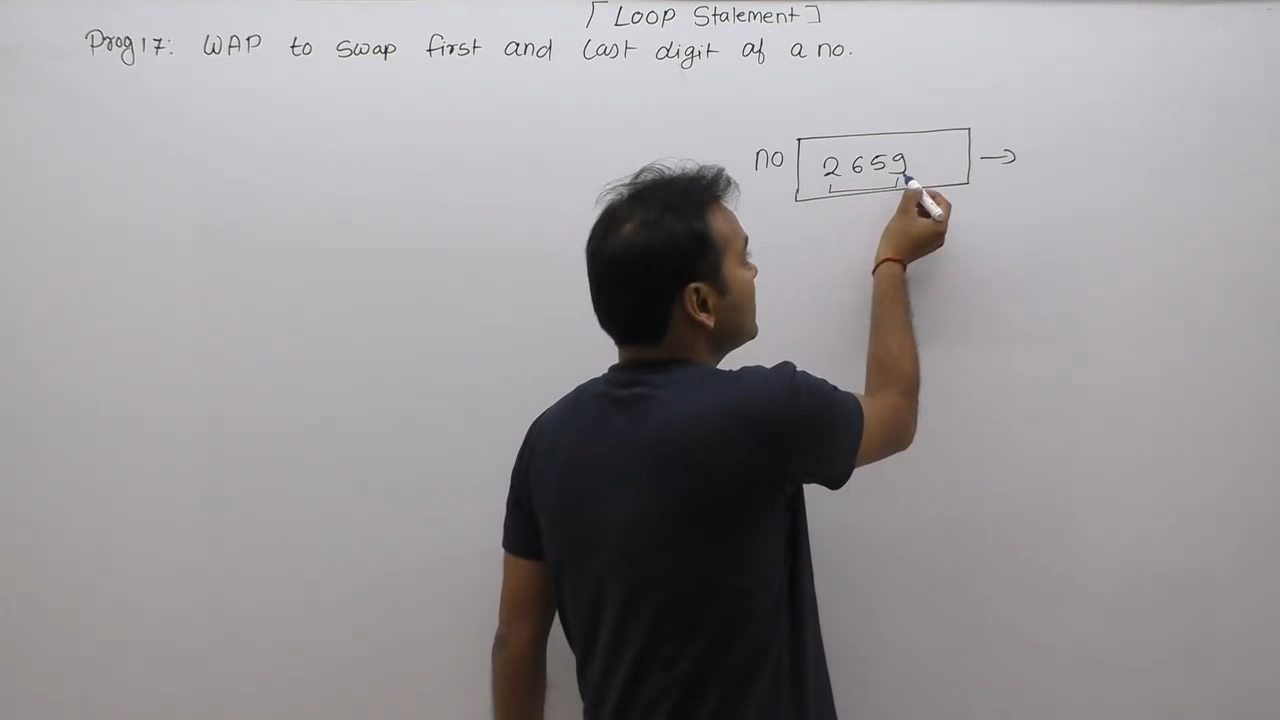 [Loop Statement]
Prog 17: WAP to swap first and last digit of a no.
no 2659 →